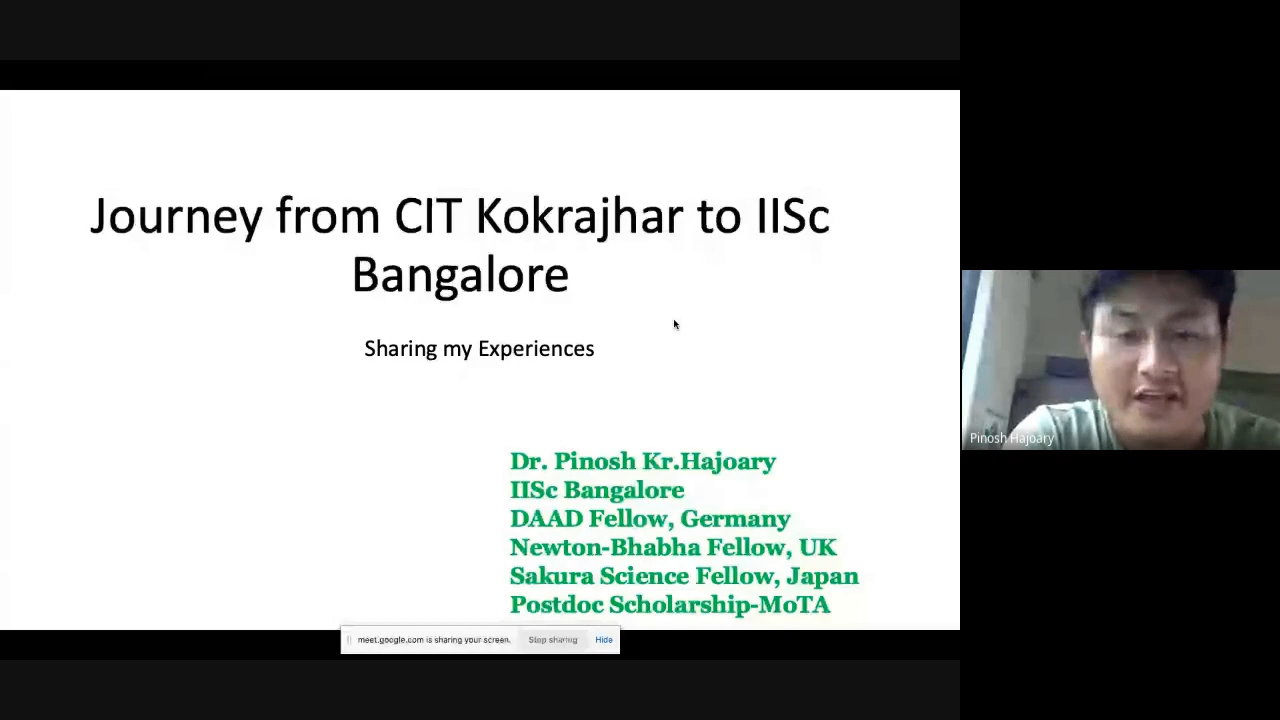 Journey from CIT Kokrajhar to IISc
Bangalore
Sharing my Experiences
Dr. Pinosh Kr.Hajoary
IISc Bangalore
DAAD Fellow, Germany
Newton-Bhabha Fellow, UK
Sakura Science Fellow, Japan
Postdoc Scholarship-MoTA
meet.google.com is sharing your screen. Stop sharing Hide
Pinosh Hajoary